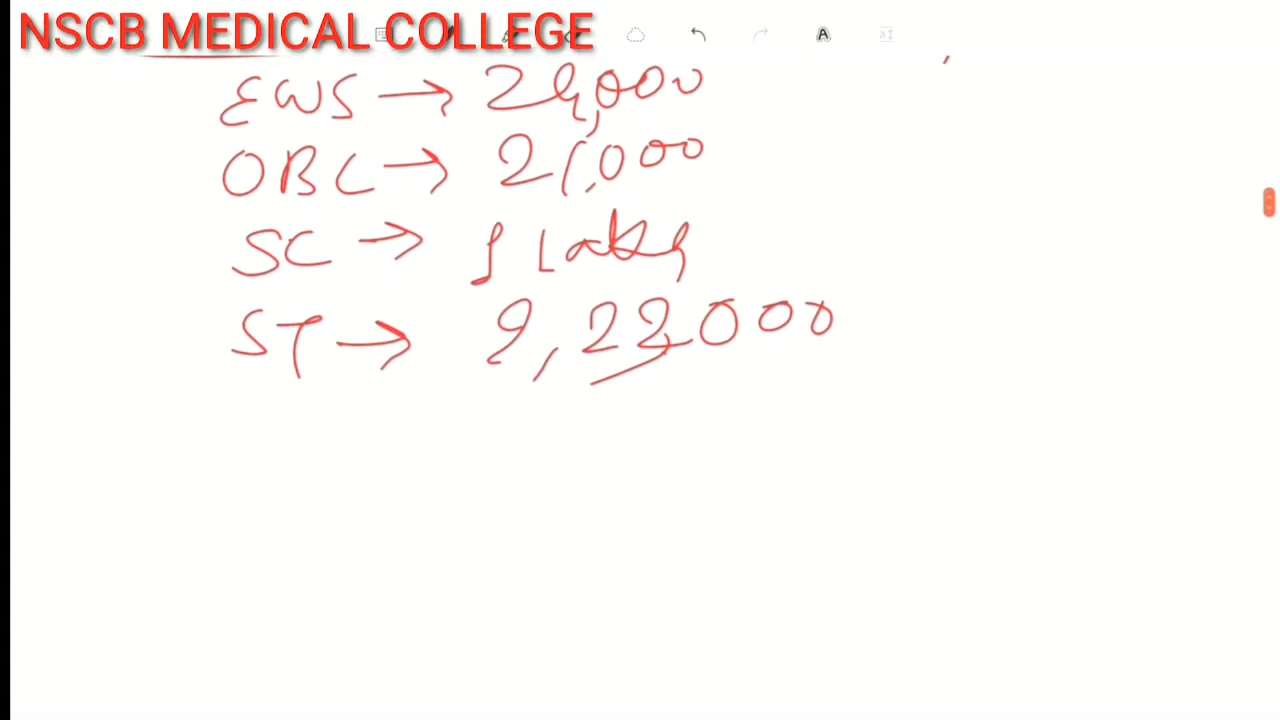 NSCB MEDICAL COLLEGE
EWS → 24,000
OBC → 21,000
SC → 1 Lakh
ST → 2,22,000